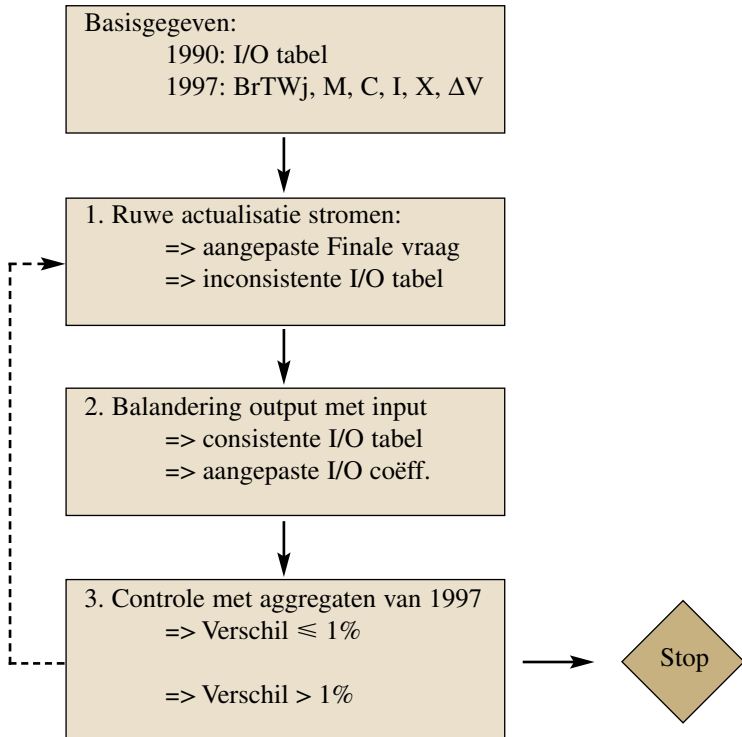 Basisgegeven:
1990: I/O tabel
1997: BrTWj, M, C, I, X, ΔV
1. Ruwe actualisatie stromen:
=> aangepaste Finale vraag
=> inconsistente I/O tabel
2. Balandering output met input
=> consistente I/O tabel
=> aangepaste I/O coëff.
3. Controle met aggregaten van 1997
=> Verschil ⩽ 1%
=> Verschil > 1%
Stop